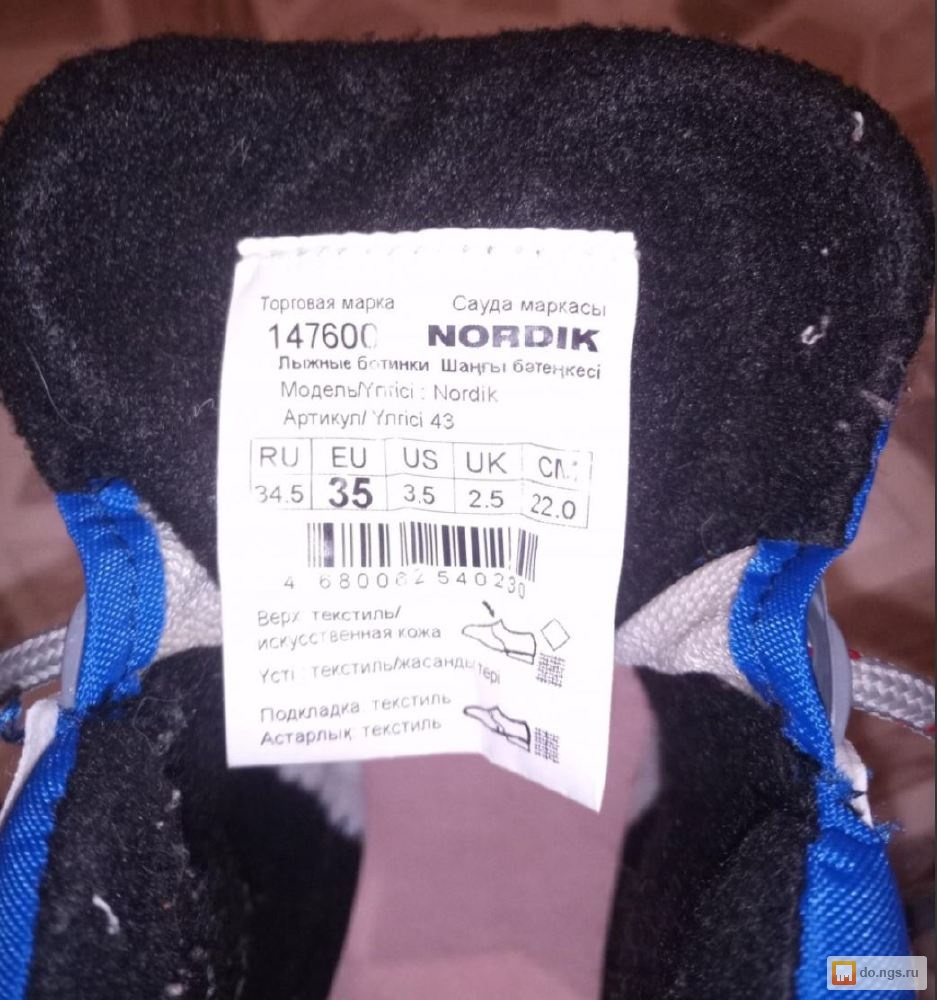 Торговая марка Сауда маркасы
147600 NORDIK
Лыжные ботинки Шаңғы бәтеңкесі
Модель/Үлгісі : Nordik
Артикул/ Үлгісі 43
RU EU US UK СМ:
34.5 35 3.5 2.5 22.0
4 680062 540230
Верх текстиль/
искусственная кожа
Үсті : текстиль/жасанды тері
Подкладка: текстиль
Астарлық: текстиль
do.ngs.ru